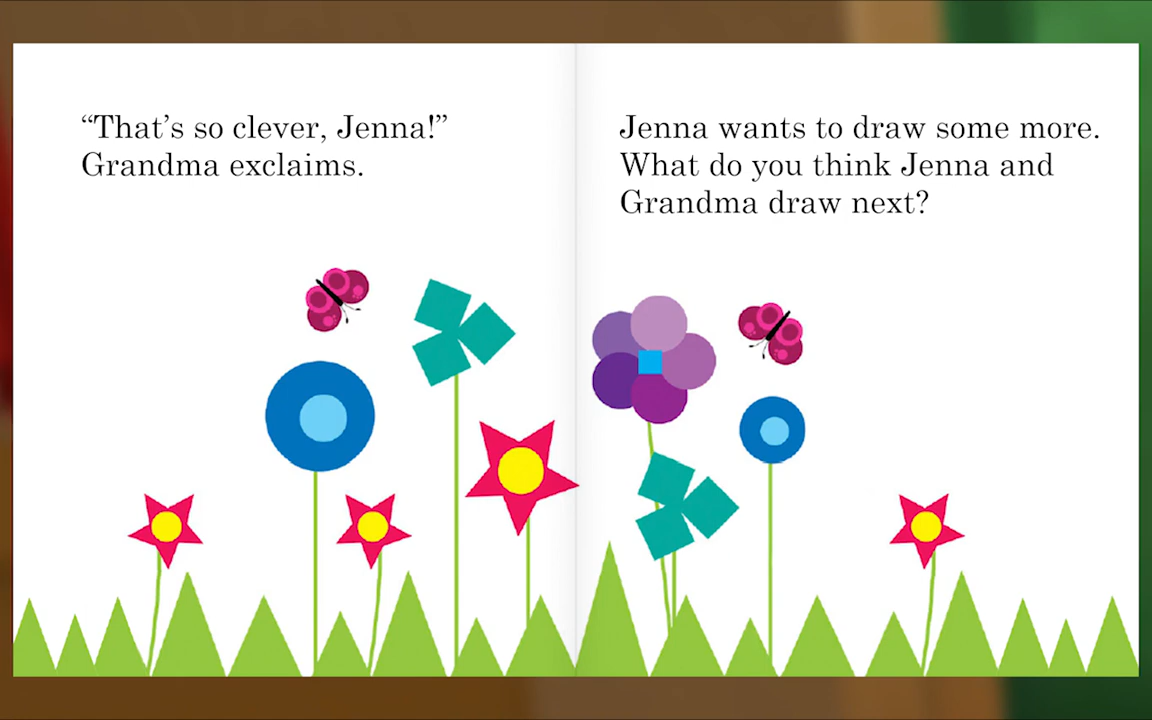 “That’s so clever, Jenna!”
Grandma exclaims.
Jenna wants to draw some more.
What do you think Jenna and
Grandma draw next?